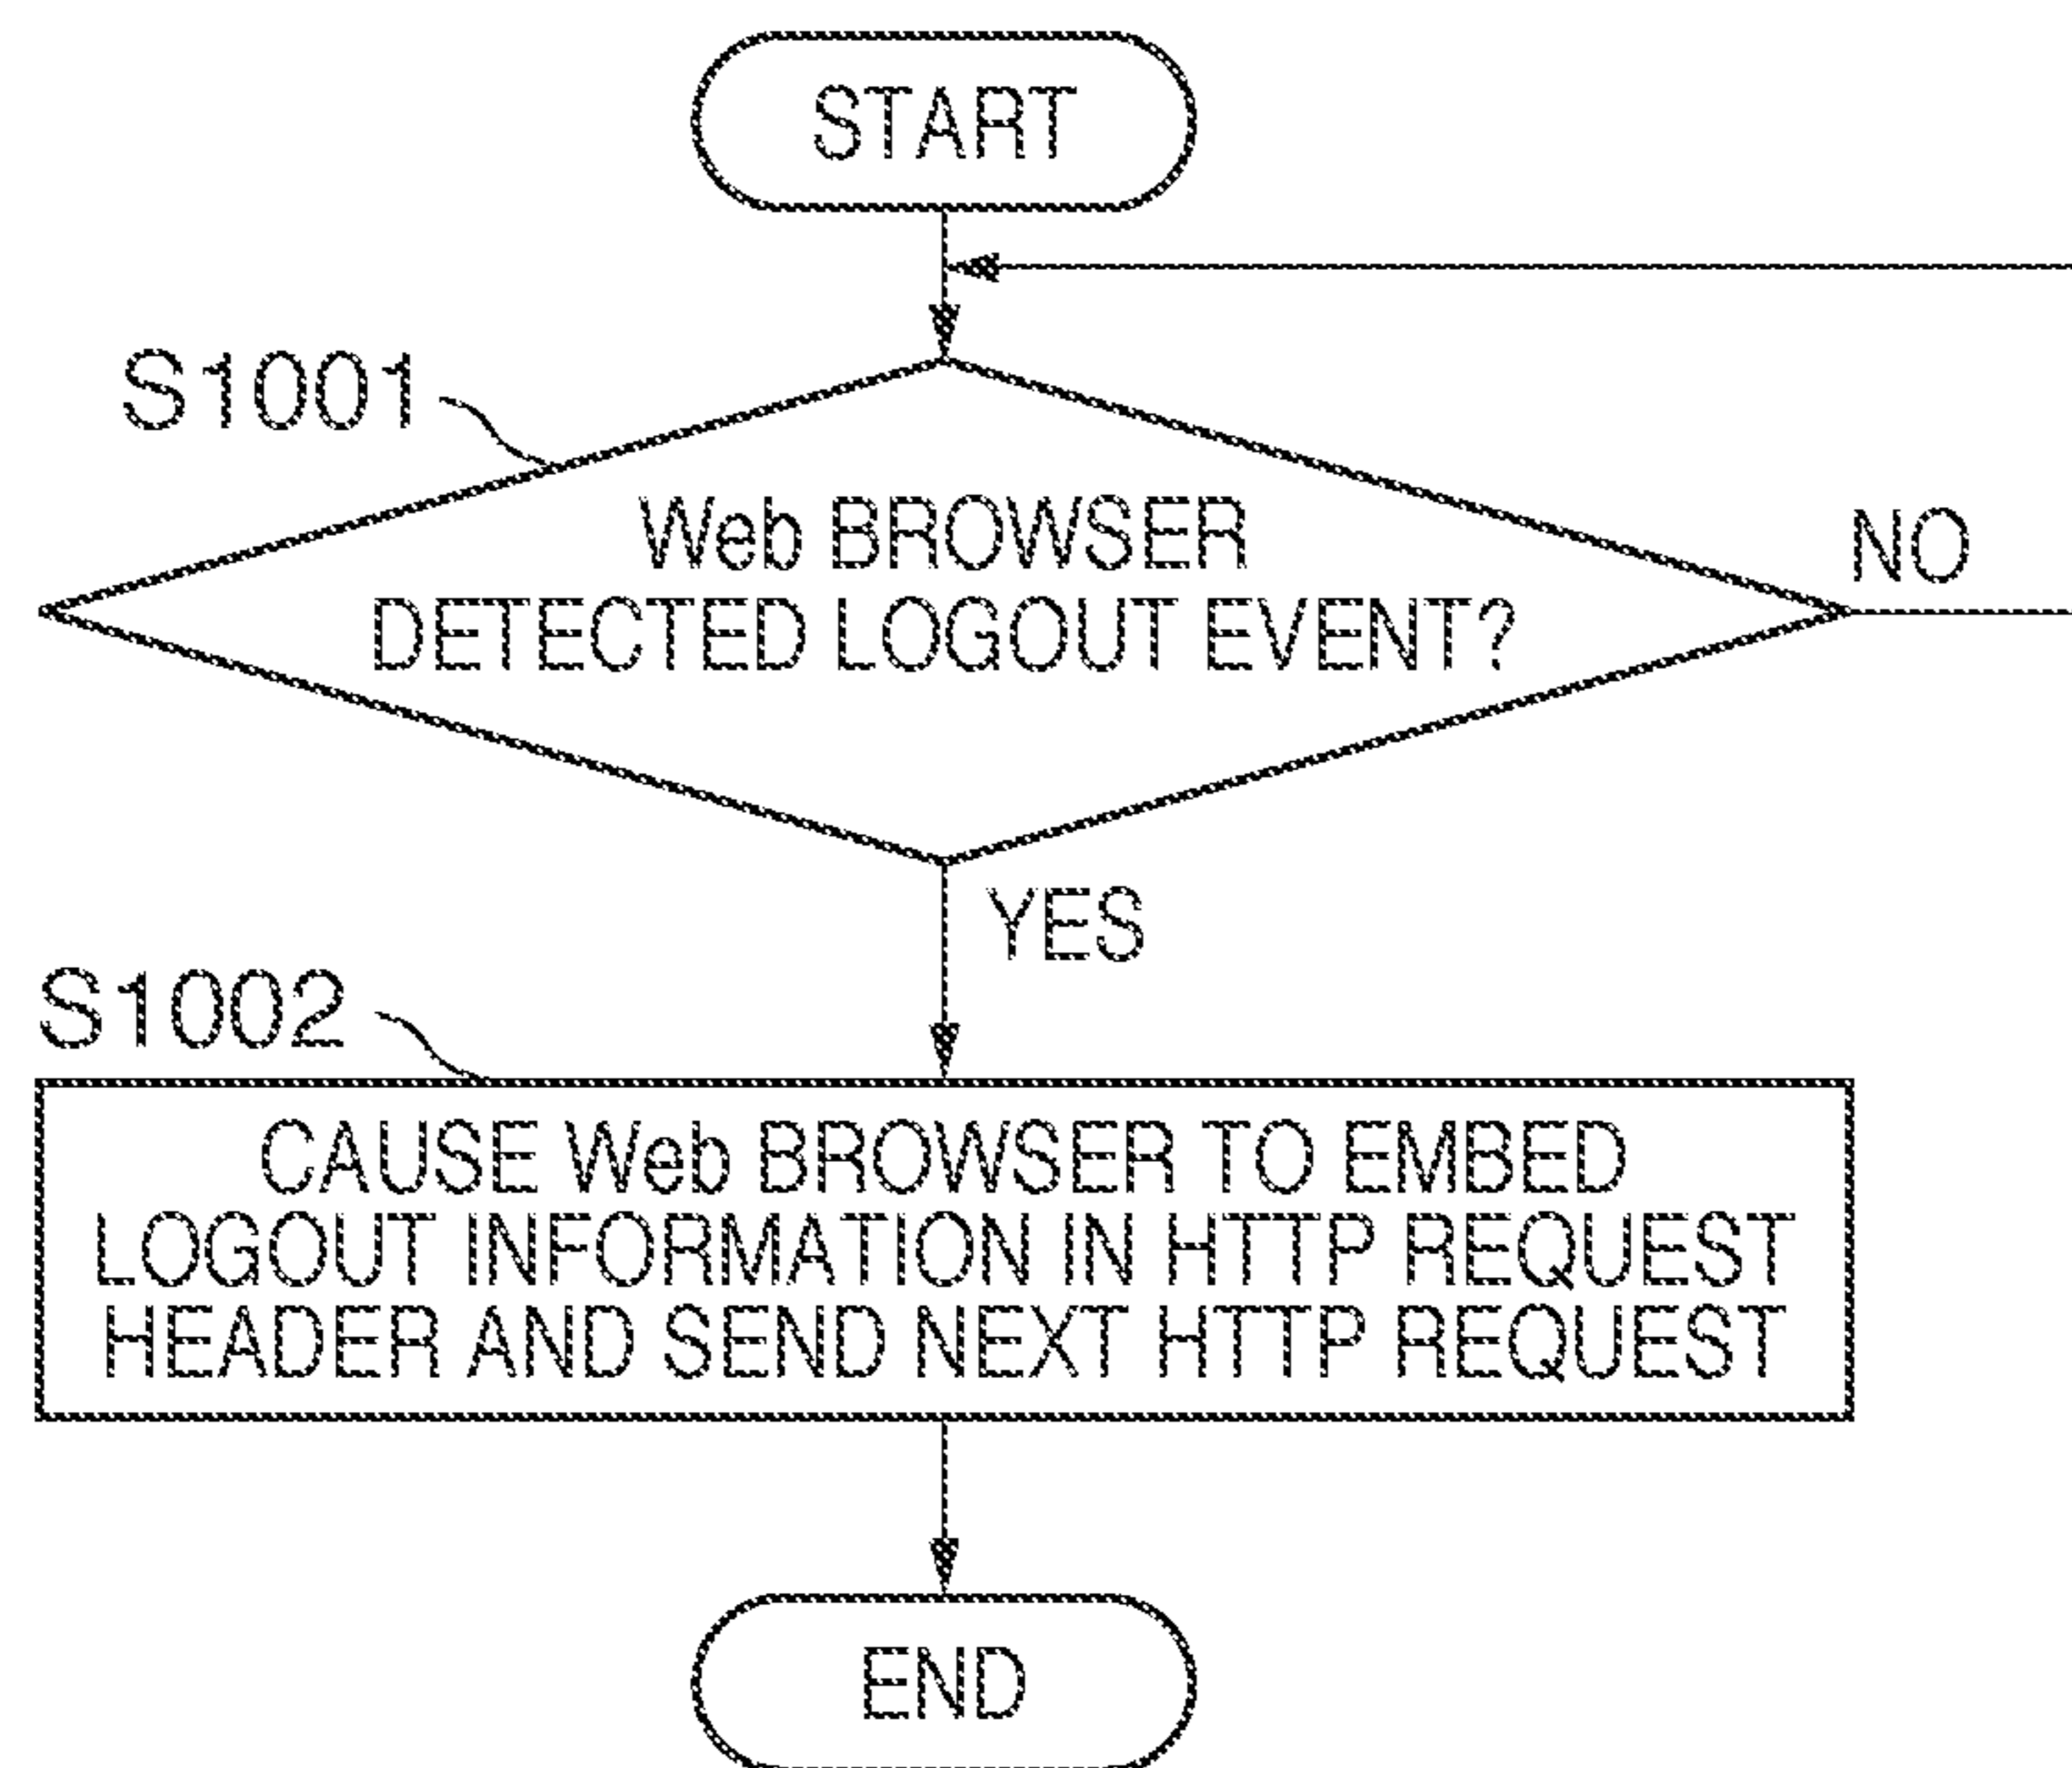 START
S1001
Web BROWSER
DETECTED LOGOUT EVENT?
NO
YES
S1002
CAUSE Web BROWSER TO EMBED
LOGOUT INFORMATION IN HTTP REQUEST
HEADER AND SEND NEXT HTTP REQUEST
END